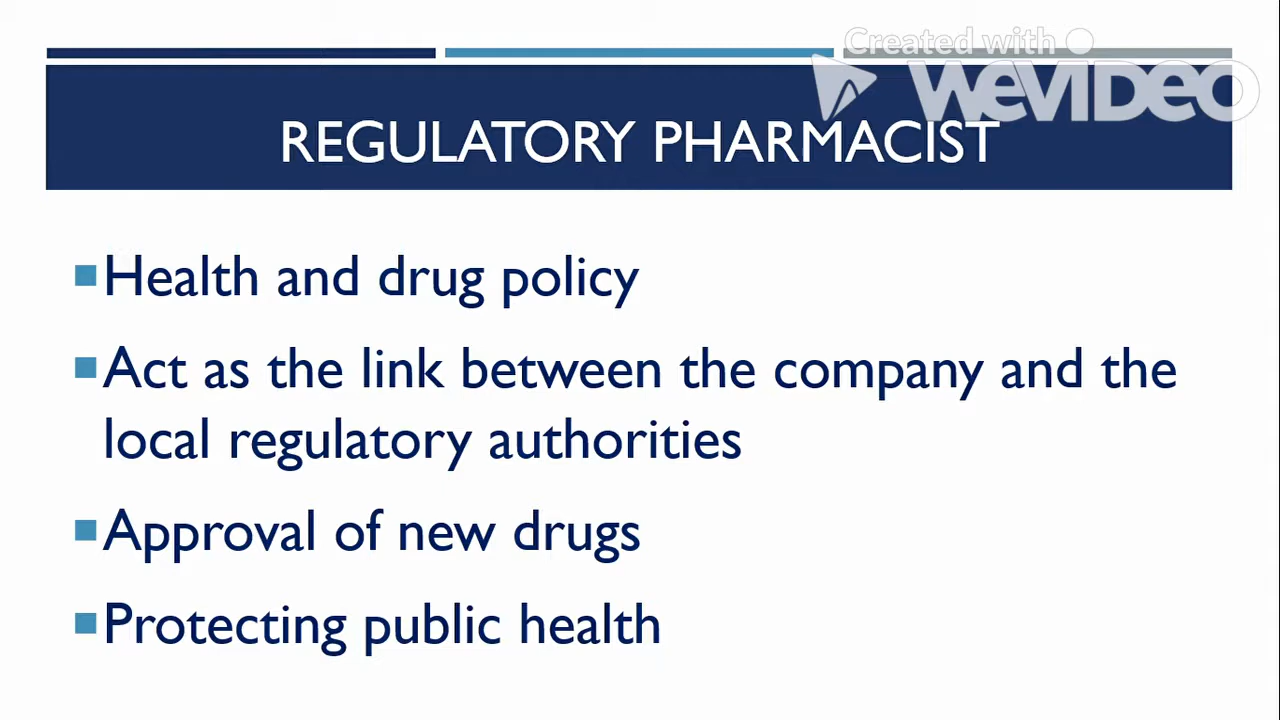 Created with
WEVIDEO
REGULATORY PHARMACIST
Health and drug policy
Act as the link between the company and the
local regulatory authorities
Approval of new drugs
Protecting public health